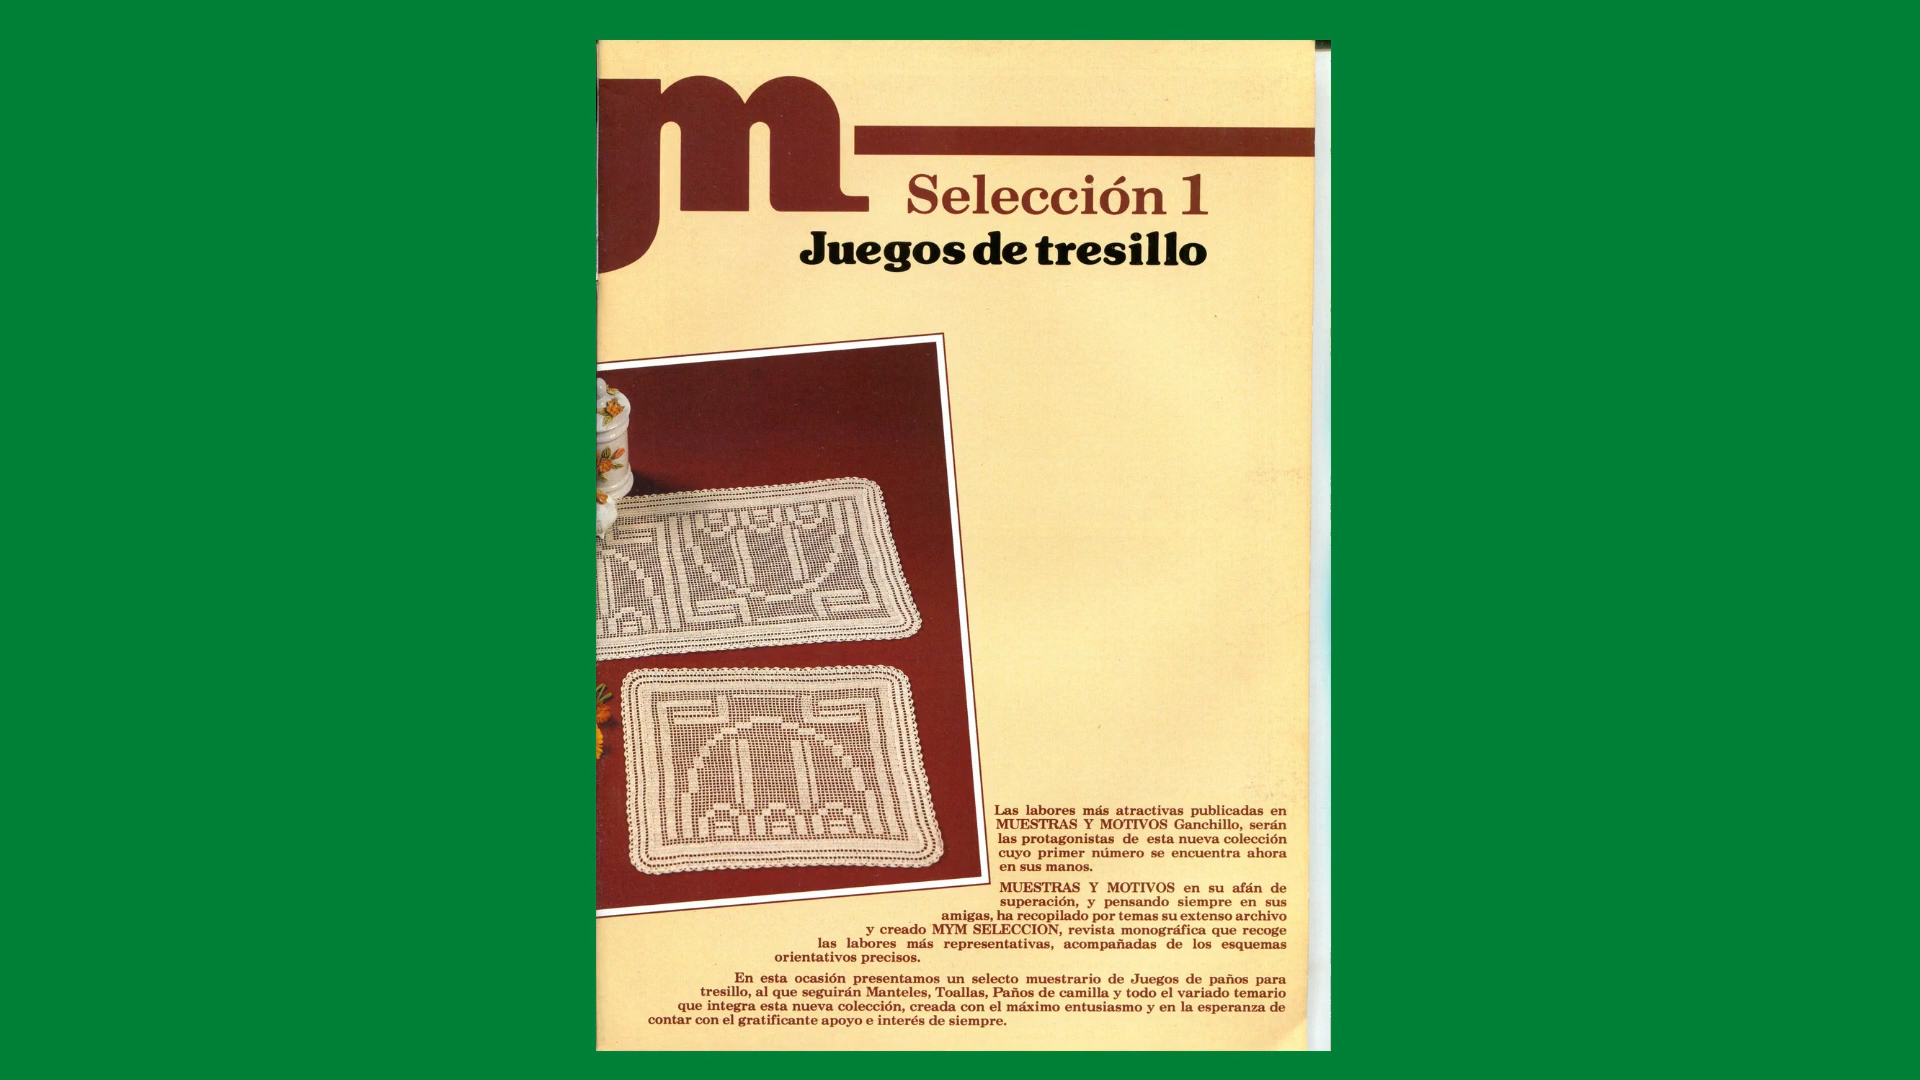 ym
Selección 1
Juegos de tresillo
Las labores más atractivas publicadas en
MUESTRAS Y MOTIVOS Ganchillo, serán
las protagonistas de esta nueva colección
cuyo primer número se encuentra ahora
en sus manos.
MUESTRAS Y MOTIVOS en su afán de
superación, y pensando siempre en sus
amigas, ha recopilado por temas su extenso archivo
y creado MYM SELECCION, revista monográfica que recoge
las labores más representativas, acompañadas de los esquemas
orientativos precisos.
En esta ocasión presentamos un selecto muestrario de Juegos de paños para
tresillo, al que seguirán Manteles, Toallas, Paños de camilla y todo el variado temario
que integra esta nueva colección, creada con el máximo entusiasmo y en la esperanza de
contar con el gratificante apoyo e interés de siempre.